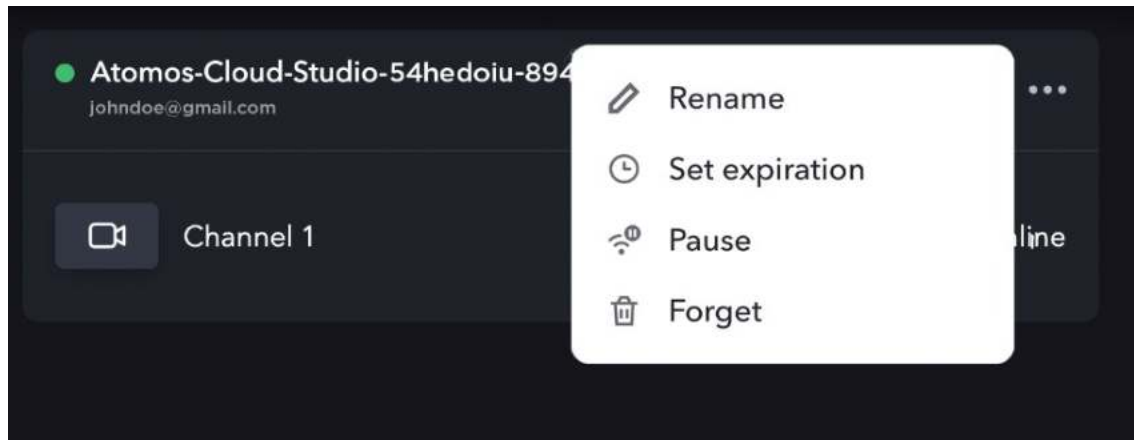 Atomos-Cloud-Studio-54hedoiu-894
johndoe@gmail.com
Rename
Set expiration
Channel 1
Pause
Forget